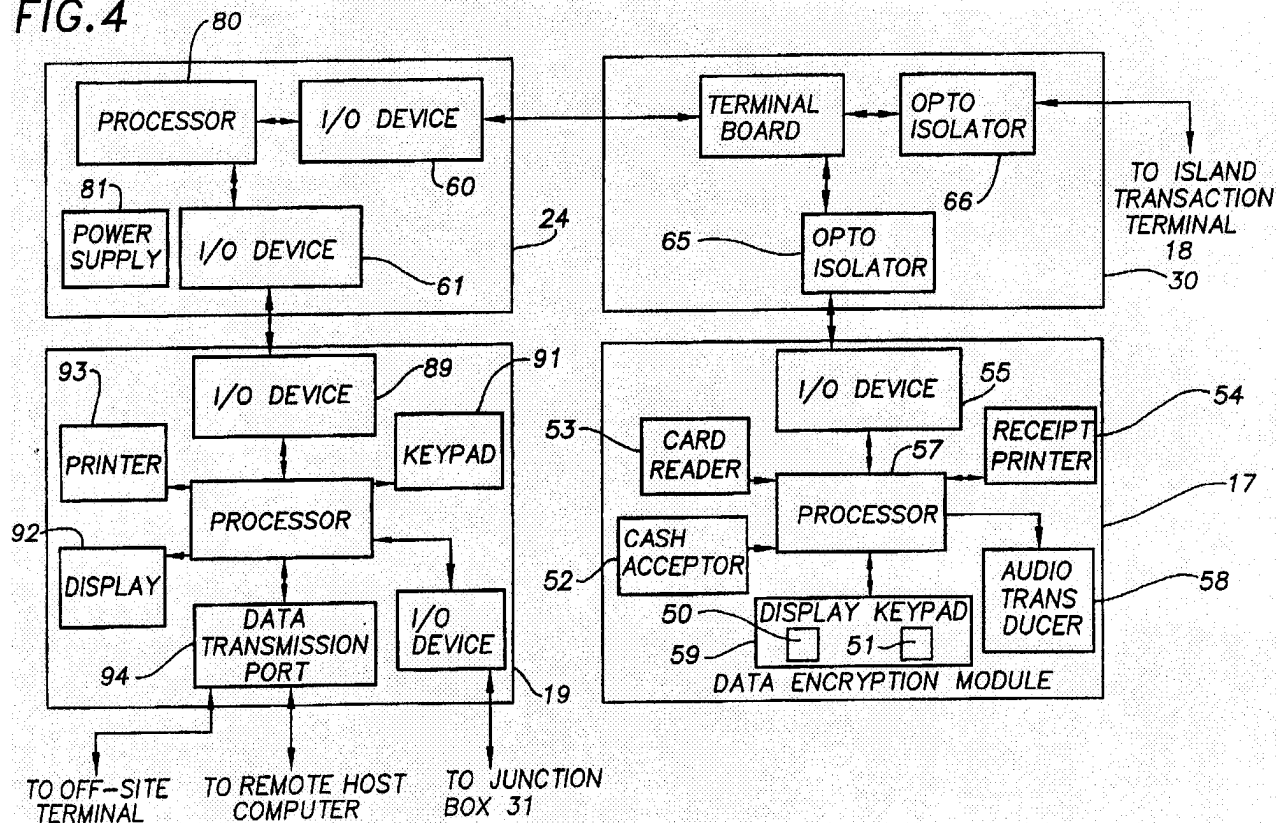 FIG.4
80
PROCESSOR
I/O DEVICE
60
81
POWER
SUPPLY
I/O DEVICE
61
24
TERMINAL
BOARD
OPTO
ISOLATOR
66
65
OPTO
ISOLATOR
TO ISLAND
TRANSACTION
TERMINAL
18
30
93
I/O DEVICE
89
91
PRINTER
KEYPAD
PROCESSOR
92
DISPLAY
DATA
TRANSMISSION
PORT
94
I/O
DEVICE
19
TO OFF-SITE
TERMINAL
TO REMOTE HOST
COMPUTER
TO JUNCTION
BOX 31
I/O DEVICE
55
54
53
CARD
READER
57
RECEIPT
PRINTER
PROCESSOR
17
52
CASH
ACCEPTOR
AUDIO
TRANS
DUCER
58
DISPLAY KEYPAD
50
51
59
DATA ENCRYPTION MODULE